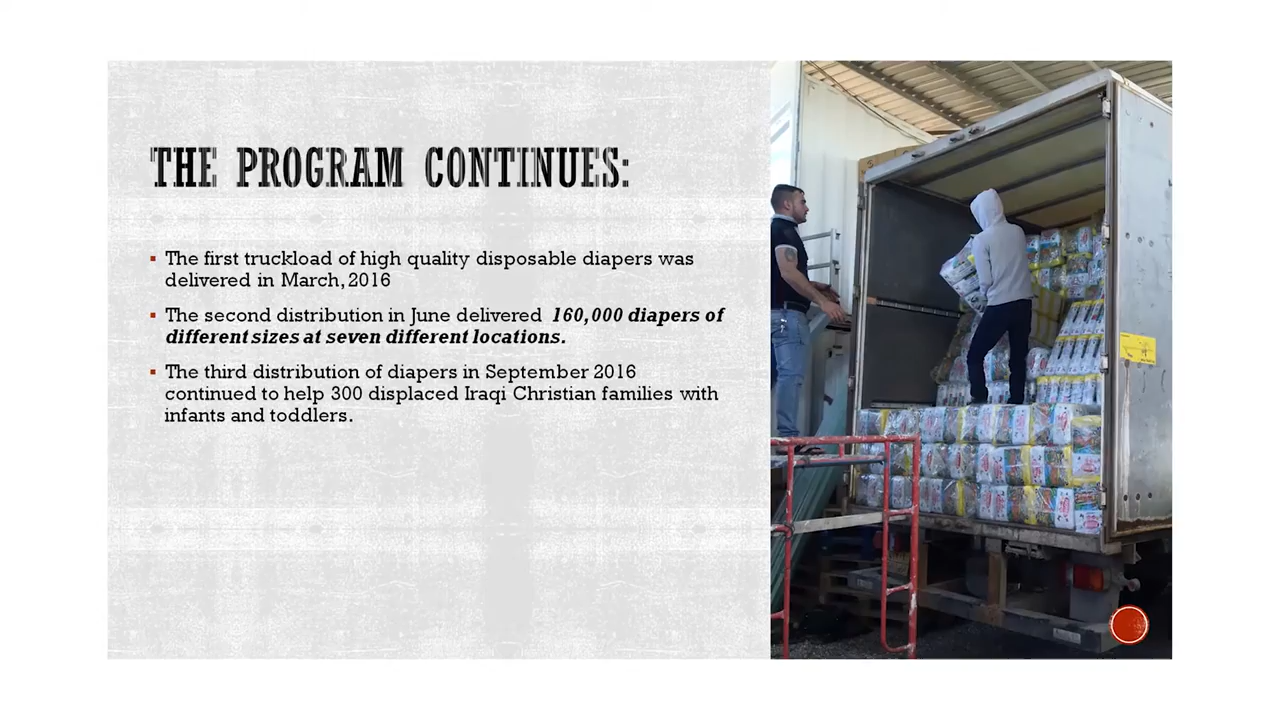 THE PROGRAM CONTINUES:
The first truckload of high quality disposable diapers was
delivered in March, 2016
The second distribution in June delivered 160,000 diapers of
different sizes at seven different locations.
The third distribution of diapers in September 2016
continued to help 300 displaced Iraqi Christian families with
infants and toddlers.